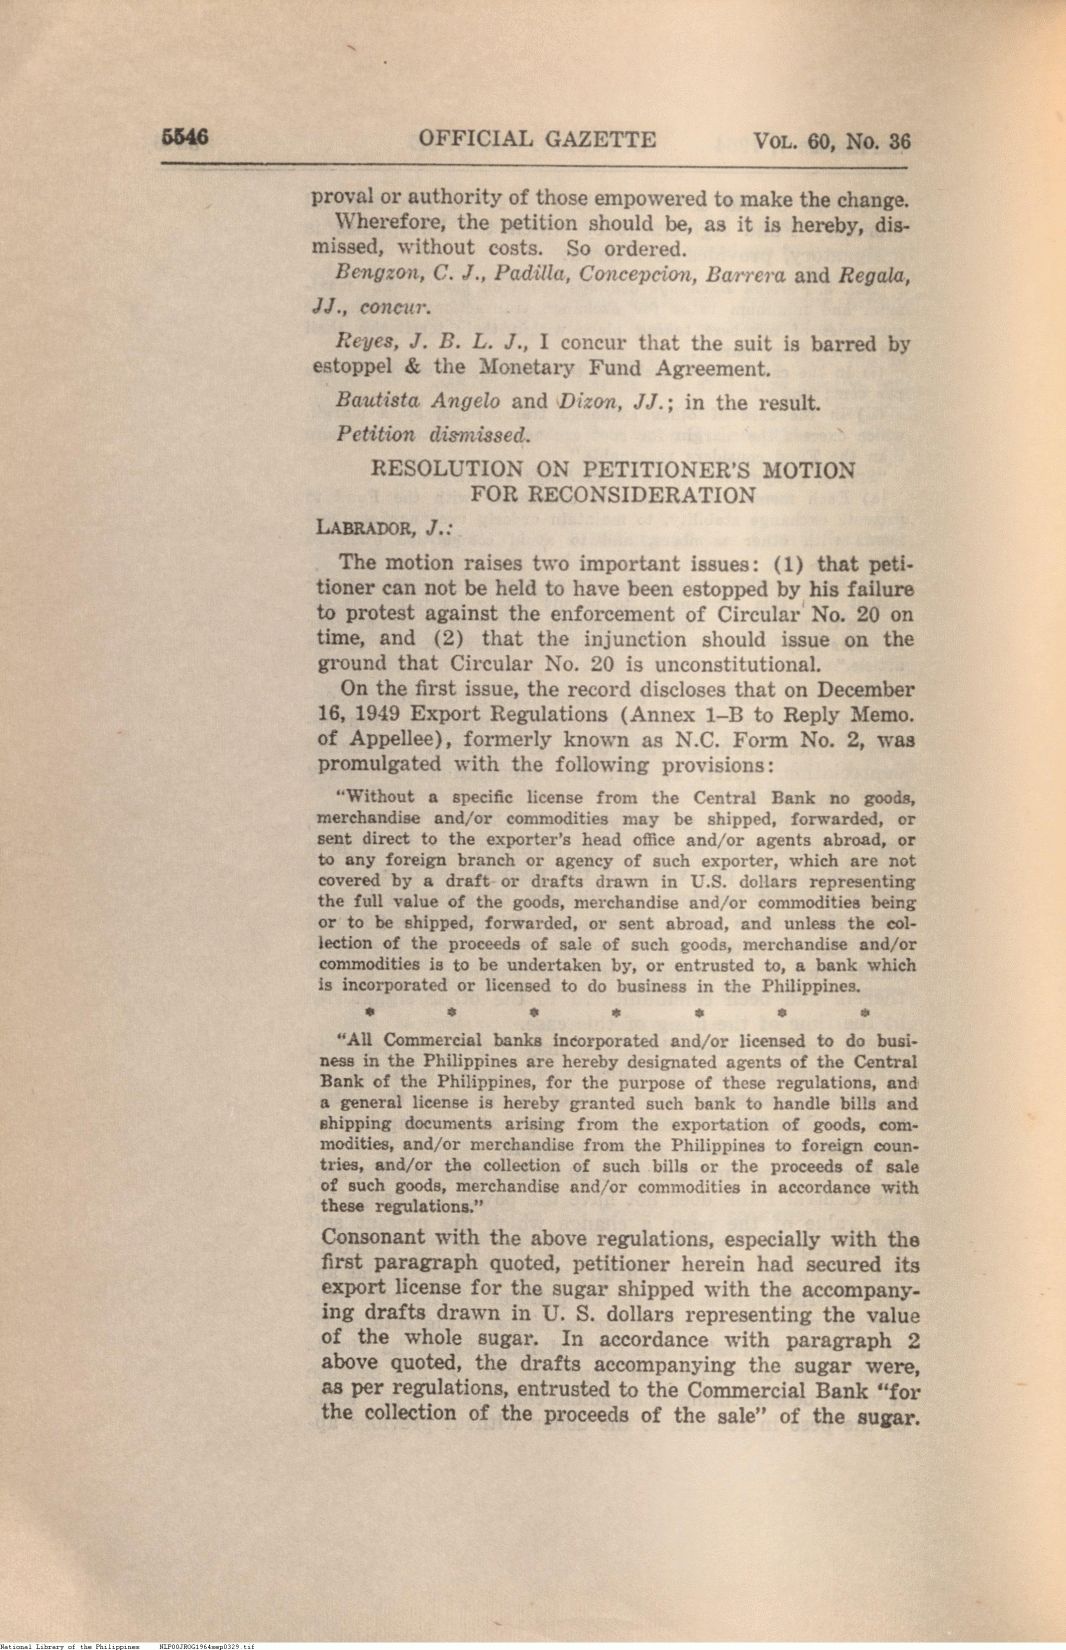 5546 OFFICIAL GAZETTE VOL. 60, No. 36
proval or authority of those empowered to make the change.
Wherefore, the petition should be, as it is hereby, dis-
missed, without costs. So ordered.
Bengzon, C. J., Padilla, Concepcion, Barrera and Regala,
JJ., concur.
Reyes, J. B. L. J., I concur that the suit is barred by
estoppel & the Monetary Fund Agreement.
Bautista Angelo and Dizon, JJ.; in the result.
Petition dismissed.
RESOLUTION ON PETITIONER'S MOTION
FOR RECONSIDERATION
LABRADOR, J.:
The motion raises two important issues: (1) that peti-
tioner can not be held to have been estopped by his failure
to protest against the enforcement of Circular No. 20 on
time, and (2) that the injunction should issue on the
ground that Circular No. 20 is unconstitutional.
On the first issue, the record discloses that on December
16, 1949 Export Regulations (Annex 1–B to Reply Memo.
of Appellee), formerly known as N.C. Form No. 2, was
promulgated with the following provisions:
"Without a specific license from the Central Bank no goods,
merchandise and/or commodities may be shipped, forwarded, or
sent direct to the exporter's head office and/or agents abroad, or
to any foreign branch or agency of such exporter, which are not
covered by a draft or drafts drawn in U.S. dollars representing
the full value of the goods, merchandise and/or commodities being
or to be shipped, forwarded, or sent abroad, and unless the col-
lection of the proceeds of sale of such goods, merchandise and/or
commodities is to be undertaken by, or entrusted to, a bank which
is incorporated or licensed to do business in the Philippines.
* * * * * * *
"All Commercial banks incorporated and/or licensed to do busi-
ness in the Philippines are hereby designated agents of the Central
Bank of the Philippines, for the purpose of these regulations, and
a general license is hereby granted such bank to handle bills and
shipping documents arising from the exportation of goods, com-
modities, and/or merchandise from the Philippines to foreign coun-
tries, and/or the collection of such bills or the proceeds of sale
of such goods, merchandise and/or commodities in accordance with
these regulations."
Consonant with the above regulations, especially with the
first paragraph quoted, petitioner herein had secured its
export license for the sugar shipped with the accompany-
ing drafts drawn in U. S. dollars representing the value
of the whole sugar. In accordance with paragraph 2
above quoted, the drafts accompanying the sugar were,
as per regulations, entrusted to the Commercial Bank "for
the collection of the proceeds of the sale" of the sugar.
National Library of the Philippines NLP00JROG1964sep0329.tif